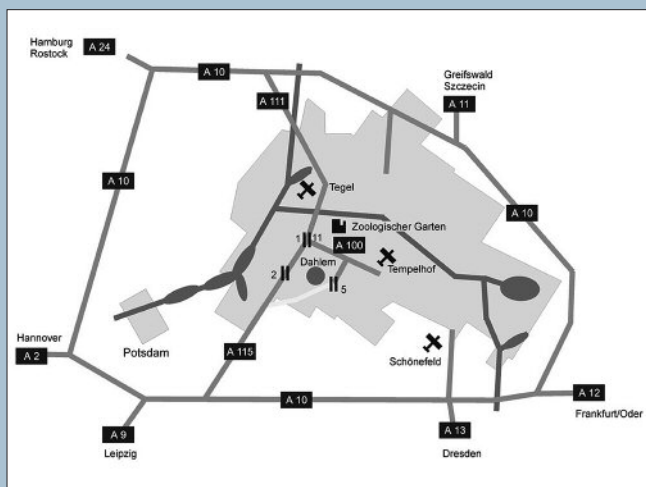 Hamburg
Rostock
A 24
A 10
A 111
Greifswald
Szczecin
A 11
A 10
Tegel
A 10
Zoologischer Garten
1
11
A 100
Dahlem
2
5
Tempelhof
Potsdam
Hannover
A 2
A 115
Schönefeld
A 10
A 12
Frankfurt/Oder
A 9
Leipzig
A 13
Dresden